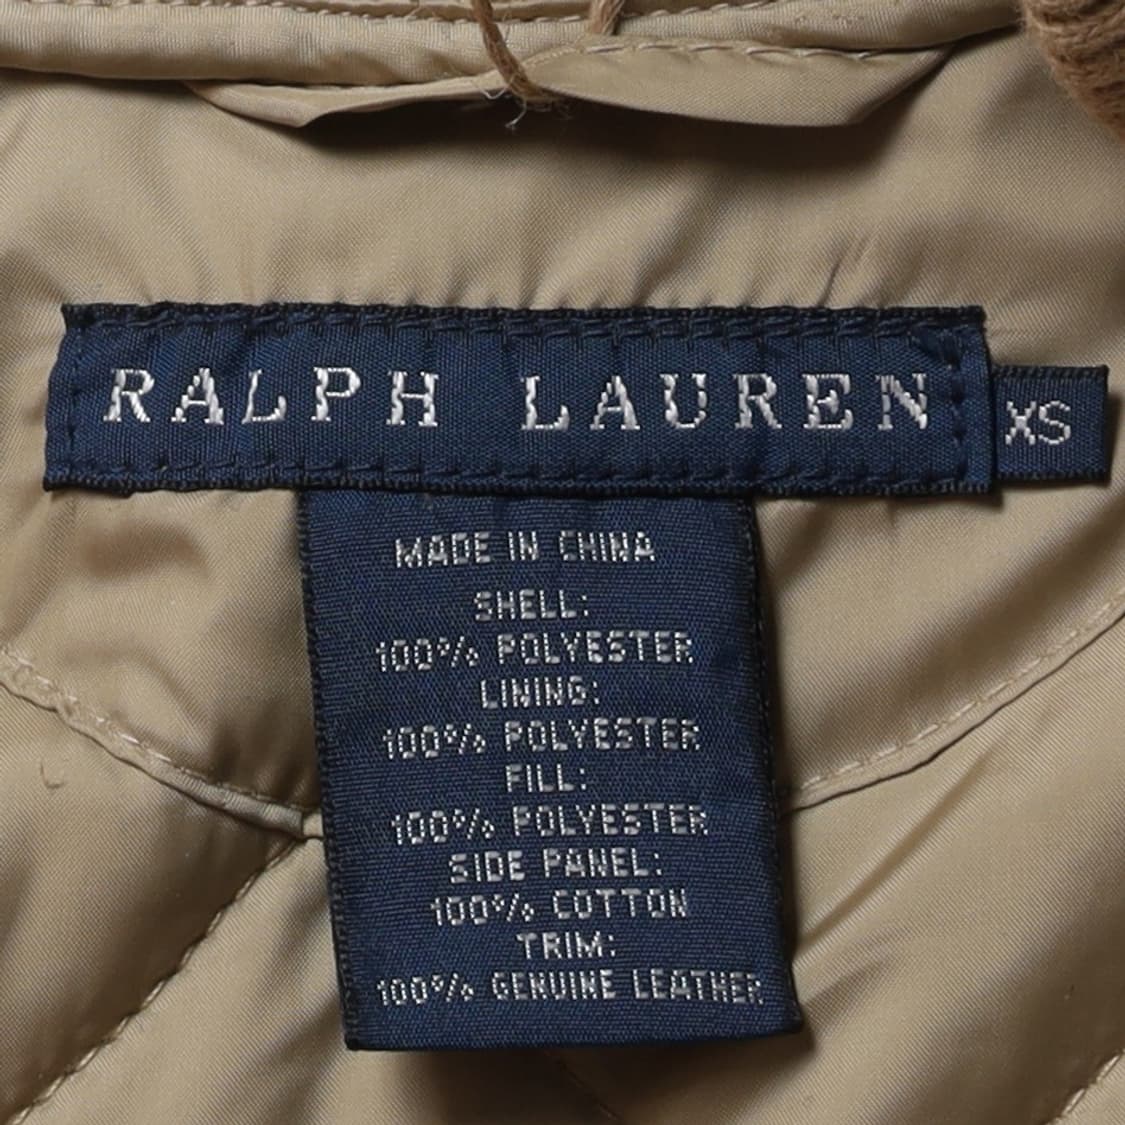 RALPH LAUREN
XS
MADE IN CHINA
SHELL:
100% POLYESTER
LINING:
100% POLYESTER
FILL:
100% POLYESTER
SIDE PANEL:
100% COTTON
TRIM:
100% GENUINE LEATHER